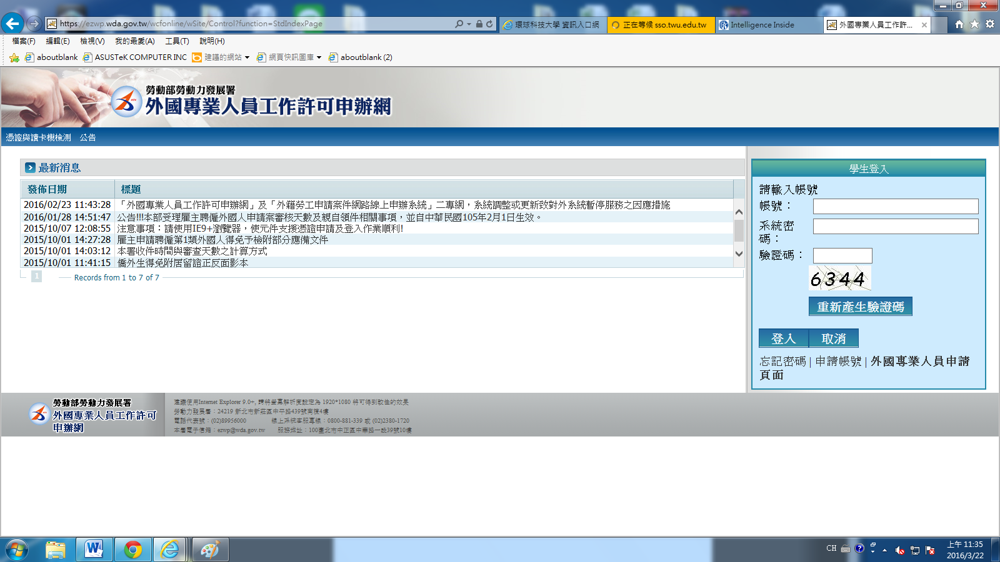 https://ezwp.wda.gov.tw/wcfonline/wSite/Control?function=StdIndexPage
環球科技大學 資訊入口網
正在等候 sso.twu.edu.tw
Intelligence Inside
外國專業人員工作許...
檔案(F) 編輯(E) 檢視(V) 我的最愛(A) 工具(T) 說明(H)
aboutblank ASUSTeK COMPUTER INC 建議的網站 網頁快訊圖庫 aboutblank (2)
勞動部勞動力發展署
外國專業人員工作許可申辦網
憑證與讀卡機檢測 公告
最新消息
發佈日期 標題
2016/02/23 11:43:28 「外國專業人員工作許可申辦網」及「外籍勞工申請案件網路線上申辦系統」二專網，系統調整或更新致對外系統暫停服務之因應措施
2016/01/28 14:51:47 公告!!!本部受理雇主聘僱外國人申請案審核天數及親自領件相關事項，並自中華民國105年2月1日生效。
2015/10/07 12:08:55 注意事項：請使用IE9+瀏覽器，使元件支援憑證申請及登入作業順利!
2015/10/01 14:27:28 雇主申請聘僱第1類外國人得免予檢附部分應備文件
2015/10/01 14:03:12 本署收件時間與審查天數之計算方式
2015/10/01 11:41:15 僑外生得免附居留證正反面影本
1 Records from 1 to 7 of 7
學生登入
請輸入帳號
帳號：
系統密
碼：
驗證碼：
6344
重新產生驗證碼
登入 取消
忘記密碼 | 申請帳號 | 外國專業人員申請
頁面
勞動部勞動力發展署
外國專業人員工作許可
申辦網
建議使用Internet Explorer 9.0+, 請將螢幕解析度設定為 1920*1080 將可得到較佳的效果
勞動力發展署：24219 新北市新莊區中平路439號南棟4樓
電話代表號：(02)89956000 線上系統客服專線：0800-881-339 或 (02)2380-1720
本署電子信箱：ezwp@wda.gov.tw 服務地址：100臺北市中正區中華路一段39號10樓
CH
上午 11:35
2016/3/22